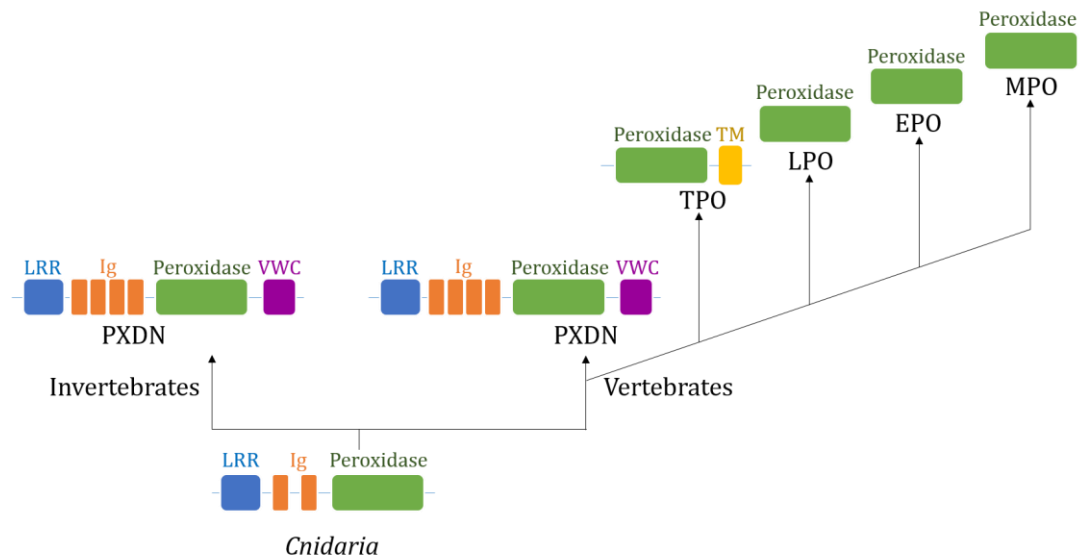 Peroxidase
MPO
Peroxidase
EPO
Peroxidase
LPO
Peroxidase TM
TPO
LRR Ig Peroxidase VWC
PXDN
LRR Ig Peroxidase VWC
PXDN
Invertebrates
Vertebrates
LRR Ig Peroxidase
Cnidaria